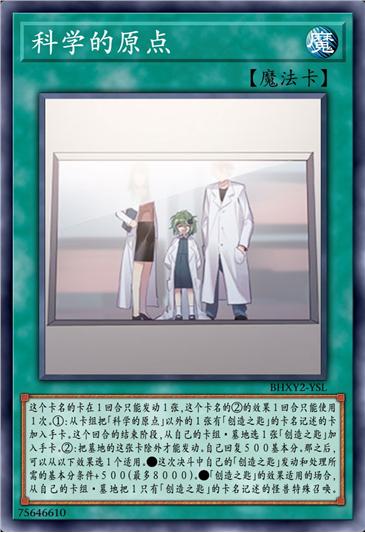 科学的原点
魔
【魔法卡】
BHXY2-YSL
这个卡名的卡在1回合只能发动1张,这个卡名的②的效果1回合只能使用
1次。①:从卡组把「科学的原点」以外的1张有「创造之匙」的卡名记述的卡
加入手卡。这个回合的结束阶段,从自己的卡组·墓地选1张「创造之匙」加
入手卡。②:把墓地的这张卡除外才能发动。自己回复500基本分。那之后,
可以从以下效果选1个适用。●这次决斗中自己的「创造之匙」发动和处理所
需的基本分条件+500(最多8000)。●「创造之匙」的效果适用的场合,
从自己的卡组·墓地把1只有「创造之匙」的卡名记述的怪兽特殊召唤。
75646610